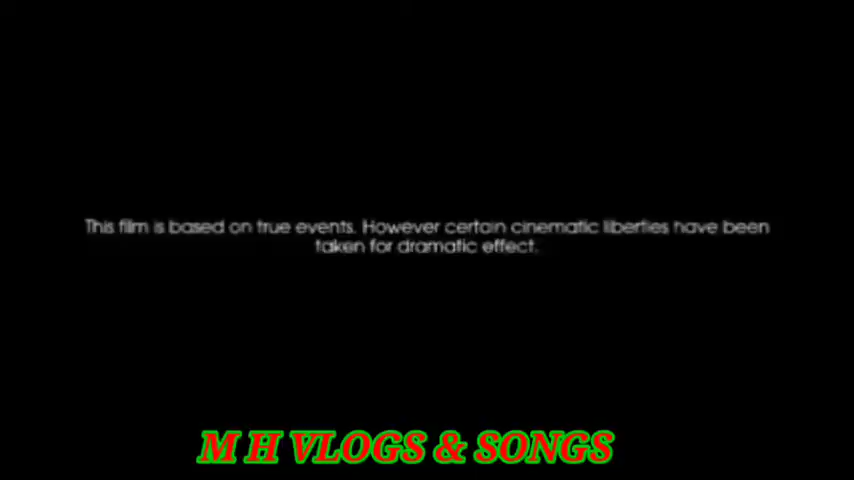 This film is based on true events. However certain cinematic liberties have been
taken for dramatic effect.
M H VLOGS & SONGS